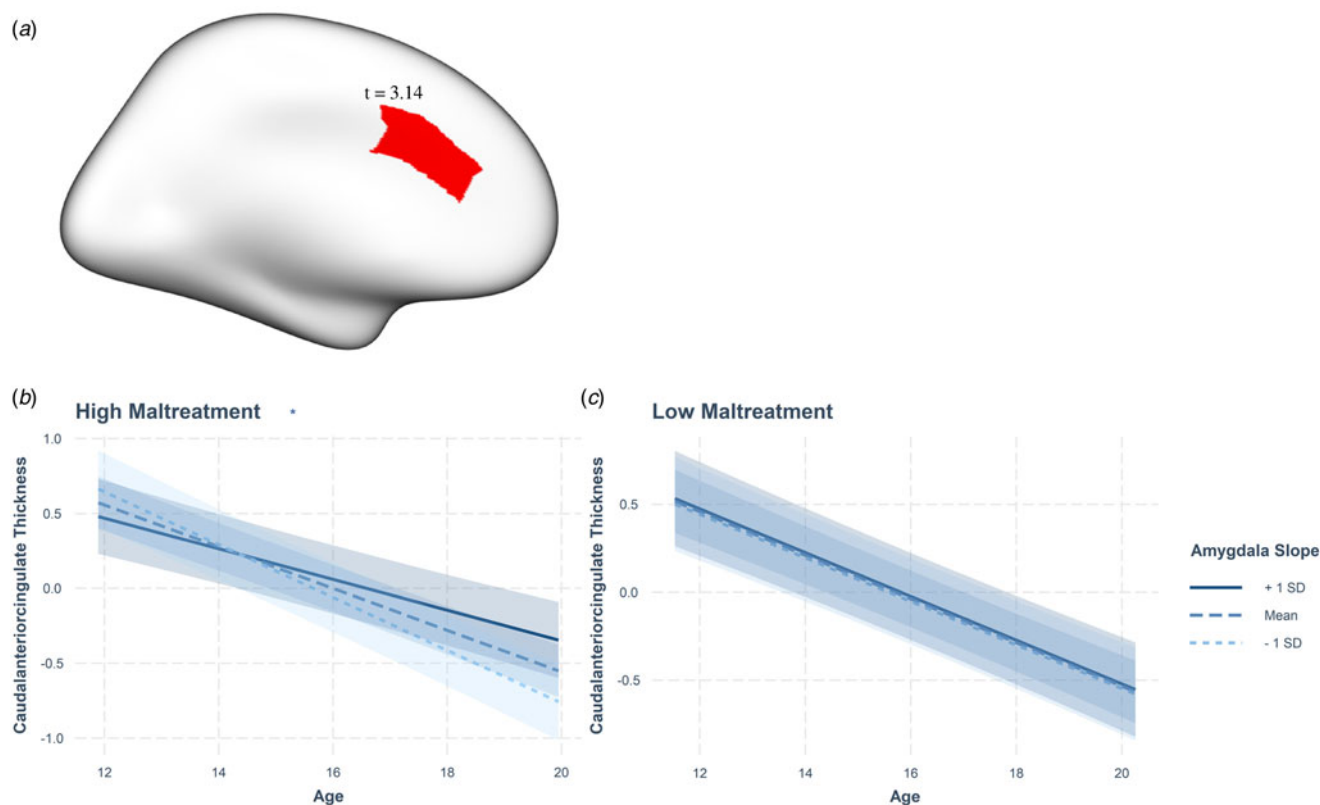 (a)
t = 3.14
(b)
High Maltreatment *
Caudalanteriorcingulate Thickness
1.0
0.5
0.0
-0.5
-1.0
12 14 16 18 20
Age
(c)
Low Maltreatment
Caudalanteriorcingulate Thickness
0.5
0.0
-0.5
12 14 16 18 20
Age
Amygdala Slope
+ 1 SD
Mean
- 1 SD